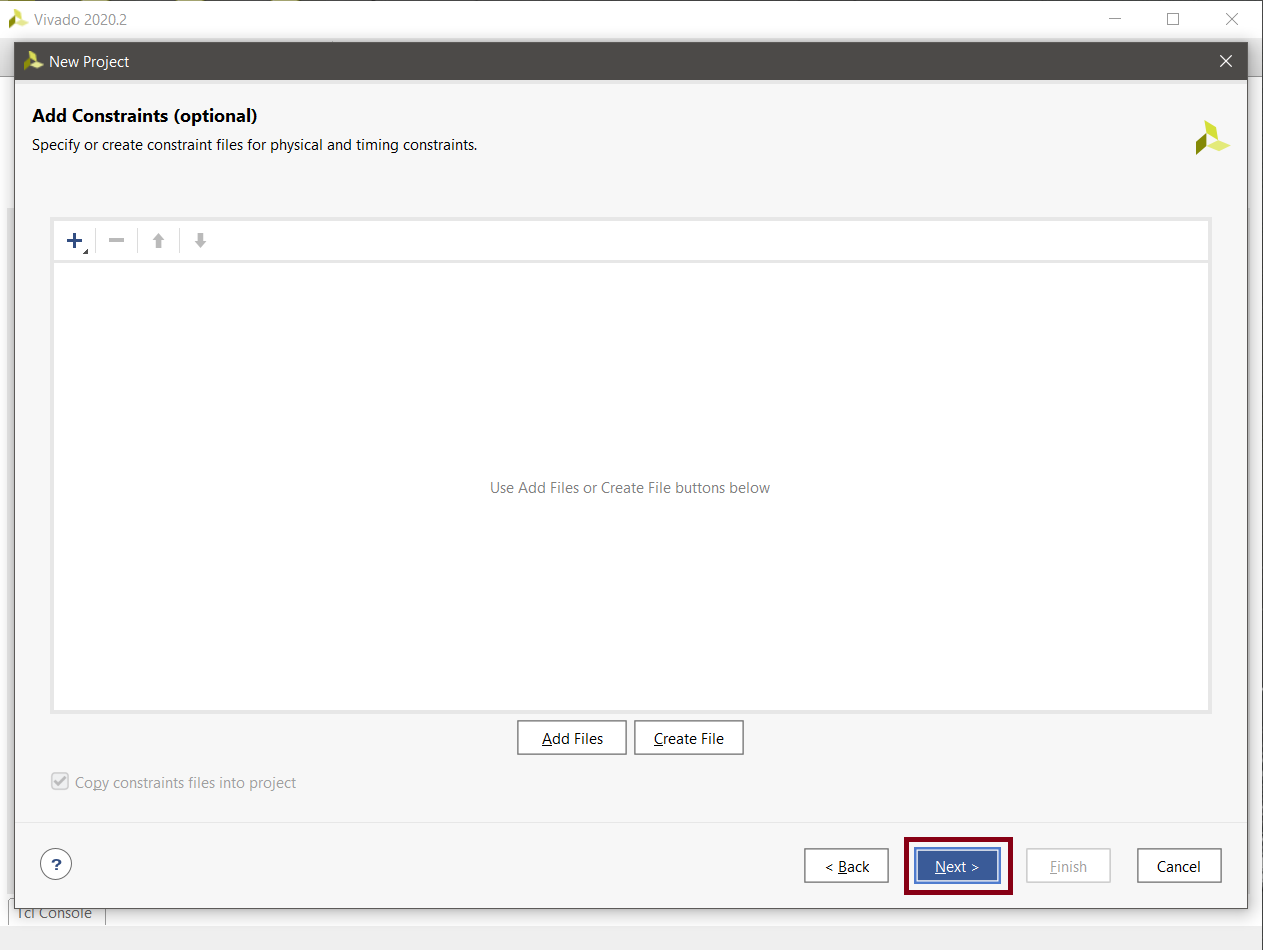 Vivado 2020.2
New Project
Add Constraints (optional)
Specify or create constraint files for physical and timing constraints.
Use Add Files or Create File buttons below
Add Files Create File
Copy constraints files into project
? < Back Next > Finish Cancel
Tcl Console